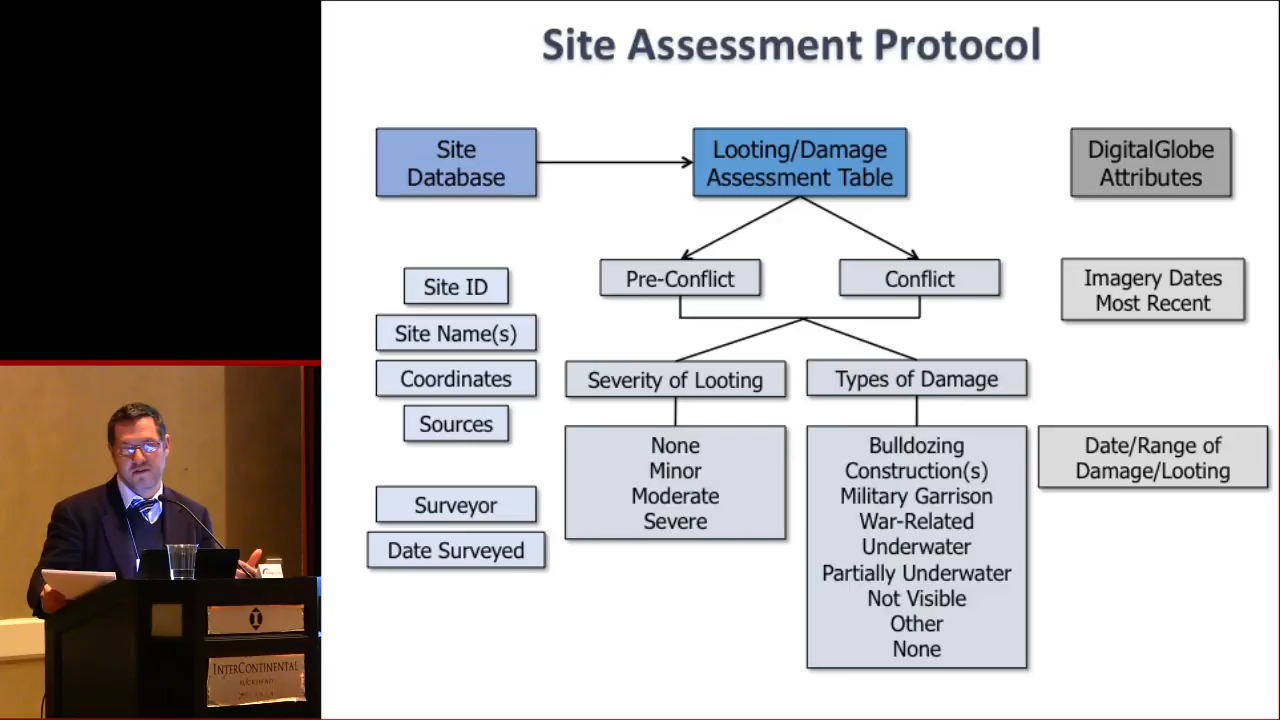 Site Assessment Protocol
Site
Database
Looting/Damage
Assessment Table
DigitalGlobe
Attributes
Site ID
Site Name(s)
Coordinates
Sources
Surveyor
Date Surveyed
Pre-Conflict
Conflict
Severity of Looting
Types of Damage
None
Minor
Moderate
Severe
Bulldozing
Construction(s)
Military Garrison
War-Related
Underwater
Partially Underwater
Not Visible
Other
None
Imagery Dates
Most Recent
Date/Range of
Damage/Looting
INTERCONTINENTAL
BUCKHEAD